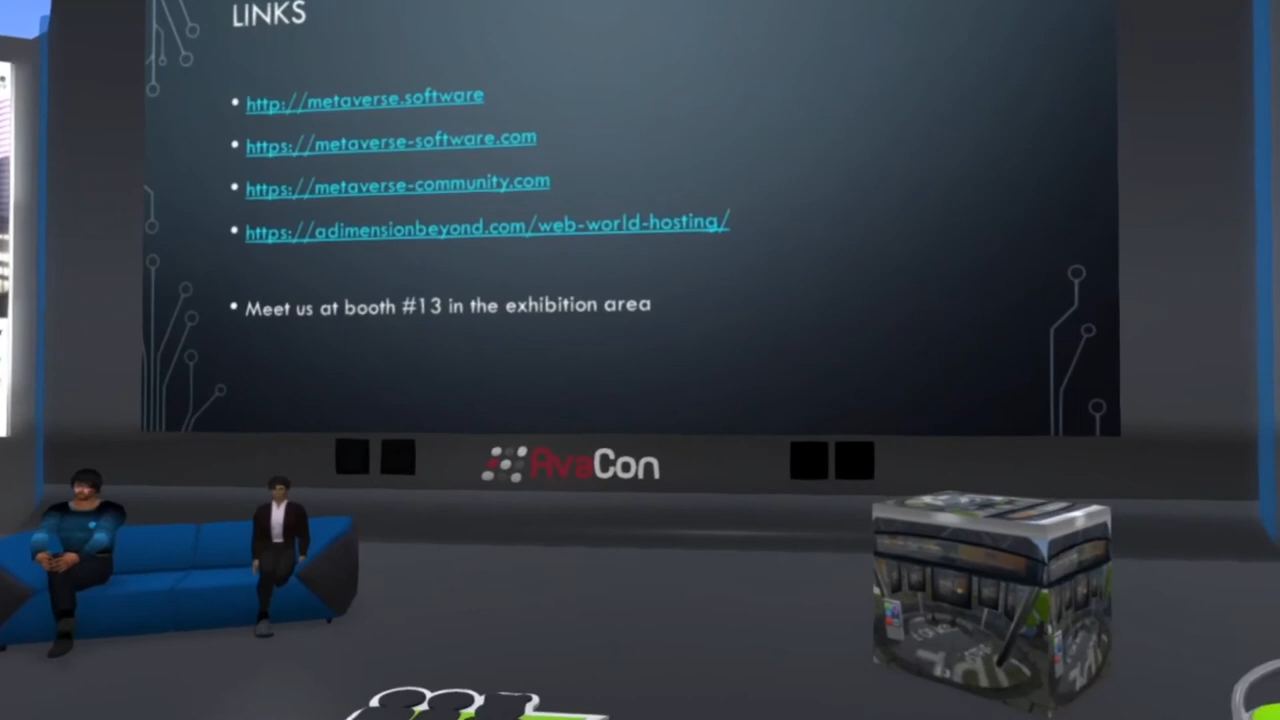 LINKS
• http://metaverse.software
• https://metaverse-software.com
• https://metaverse-community.com
• https://adimensionbeyond.com/web-world-hosting/
• Meet us at booth #13 in the exhibition area
AvaCon